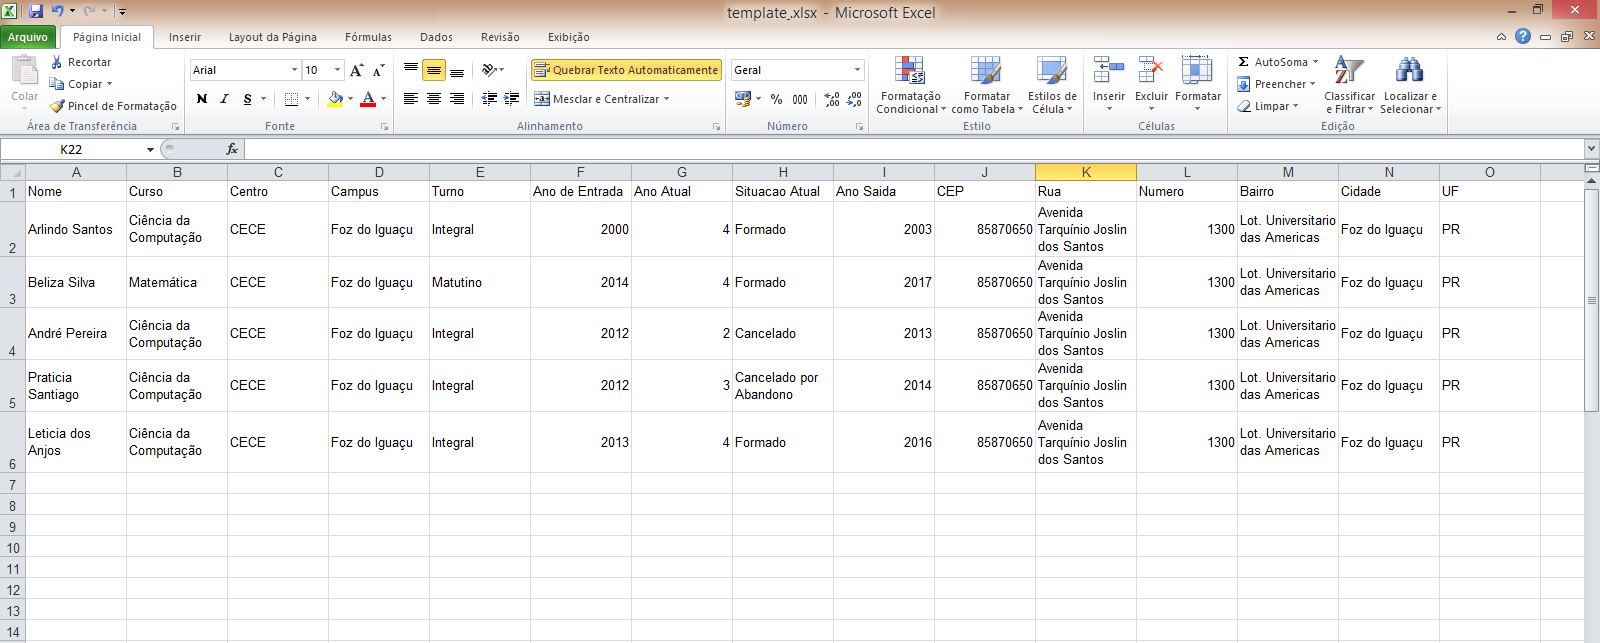 template_.xlsx - Microsoft Excel
Arquivo Página Inicial Inserir Layout da Página Fórmulas Dados Revisão Exibição
Colar
Recortar
Copiar
Pincel de Formatação
Área de Transferência
Arial 10
N I S
Fonte
Quebrar Texto Automaticamente
Mesclar e Centralizar
Alinhamento
Geral
% 000 ,00 ,00
Número
Formatação
Condicional
Formatar
como Tabela
Estilos de
Célula
Estilo
Inserir Excluir Formatar
Células
Σ AutoSoma
Preencher
Limpar
Classificar
e Filtrar
Localizar e
Selecionar
Edição
K22 fx
A B C D E F G H I J K L M N O
1 Nome Curso Centro Campus Turno Ano de Entrada Ano Atual Situacao Atual Ano Saida CEP Rua Numero Bairro Cidade UF
2 Arlindo Santos Ciência da Computação CECE Foz do Iguaçu Integral 2000 4 Formado 2003 85870650 Avenida Tarquínio Joslin dos Santos 1300 Lot. Universitario das Americas Foz do Iguaçu PR
3 Beliza Silva Matemática CECE Foz do Iguaçu Matutino 2014 4 Formado 2017 85870650 Avenida Tarquínio Joslin dos Santos 1300 Lot. Universitario das Americas Foz do Iguaçu PR
4 André Pereira Ciência da Computação CECE Foz do Iguaçu Integral 2012 2 Cancelado 2013 85870650 Avenida Tarquínio Joslin dos Santos 1300 Lot. Universitario das Americas Foz do Iguaçu PR
5 Praticia Santiago Ciência da Computação CECE Foz do Iguaçu Integral 2012 3 Cancelado por Abandono 2014 85870650 Avenida Tarquínio Joslin dos Santos 1300 Lot. Universitario das Americas Foz do Iguaçu PR
6 Leticia dos Anjos Ciência da Computação CECE Foz do Iguaçu Integral 2013 4 Formado 2016 85870650 Avenida Tarquínio Joslin dos Santos 1300 Lot. Universitario das Americas Foz do Iguaçu PR
7
8
9
10
11
12
13
14